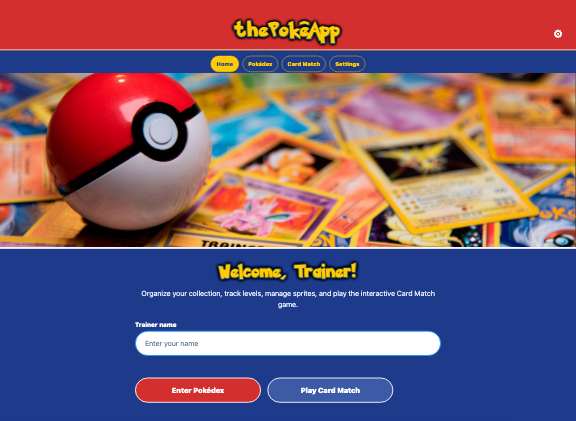 thePokéApp
Home
Pokédex
Card Match
Settings
TRAINER
Welcome, Trainer!
Organize your collection, track levels, manage sprites, and play the interactive Card Match
game.
Trainer name
Enter your name
Enter Pokédex
Play Card Match